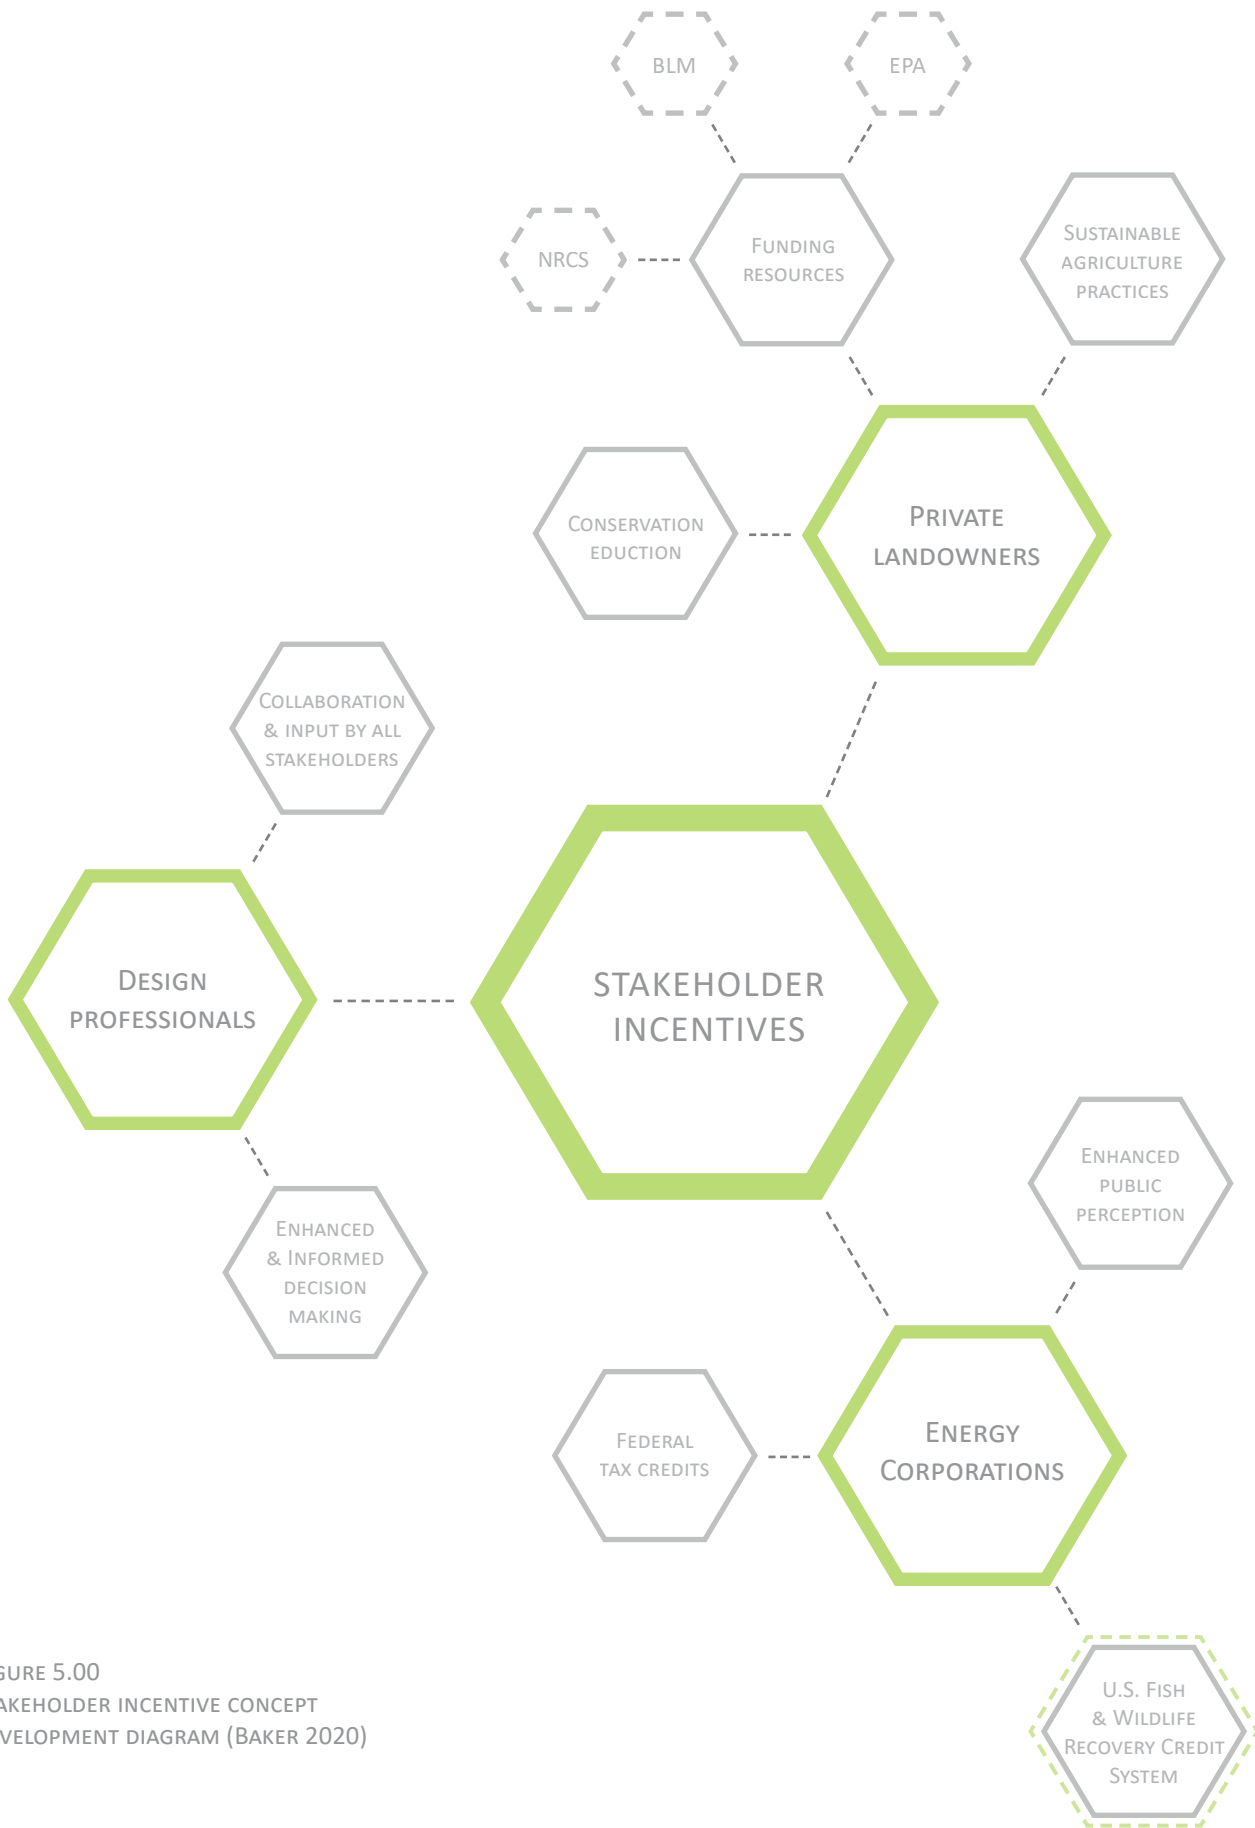 BLM
EPA
NRCS
Funding
resources
Sustainable
agriculture
practices
Private
landowners
Conservation
eduction
Collaboration
& input by all
stakeholders
Design
professionals
STAKEHOLDER
INCENTIVES
Enhanced
& Informed
decision
making
Enhanced
public
perception
Federal
tax credits
Energy
Corporations
U.S. Fish
& Wildlife
Recovery Credit
System
gure 5.00
akeholder incentive concept
velopment diagram (Baker 2020)